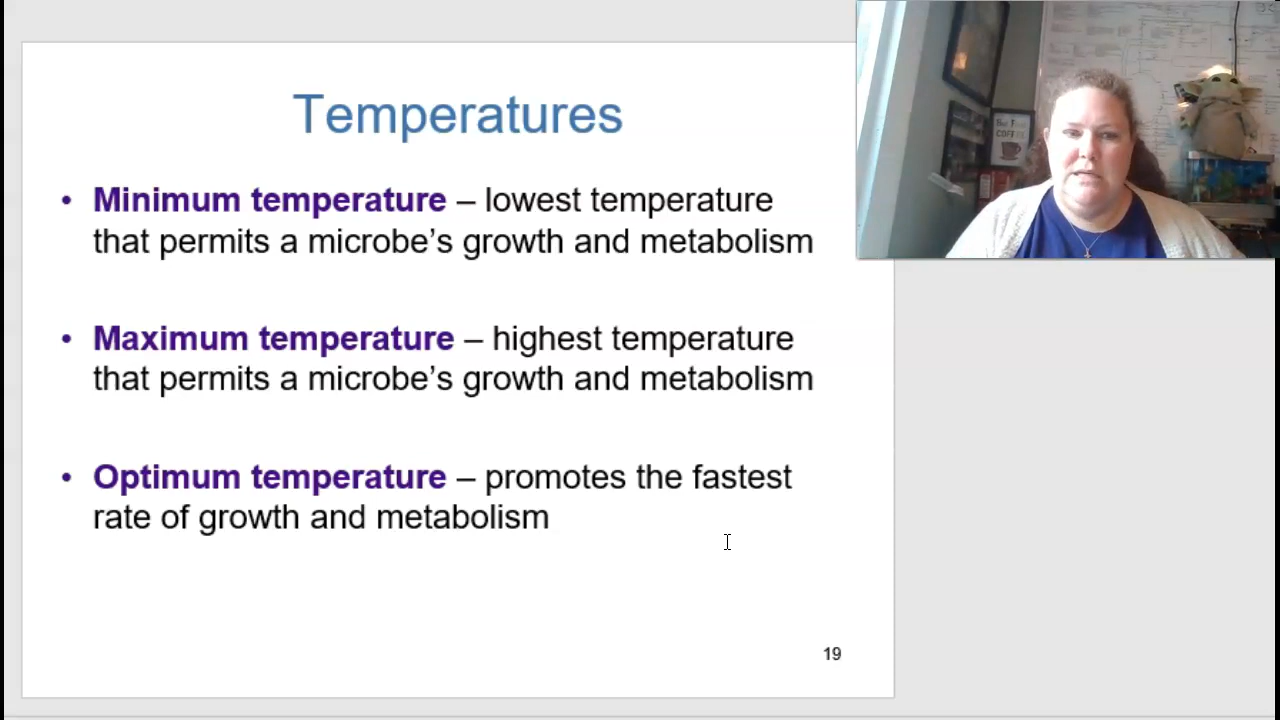 Temperatures
• Minimum temperature – lowest temperature
that permits a microbe’s growth and metabolism
• Maximum temperature – highest temperature
that permits a microbe’s growth and metabolism
• Optimum temperature – promotes the fastest
rate of growth and metabolism
19
COFFEE